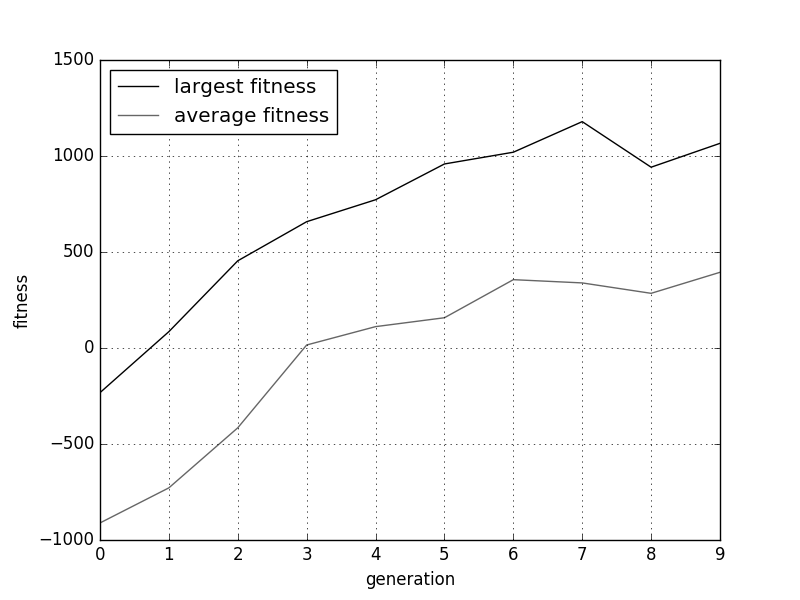 1500
largest fitness
average fitness
1000
500
fitness
0
−500
−1000
0 1 2 3 4 5 6 7 8 9
generation